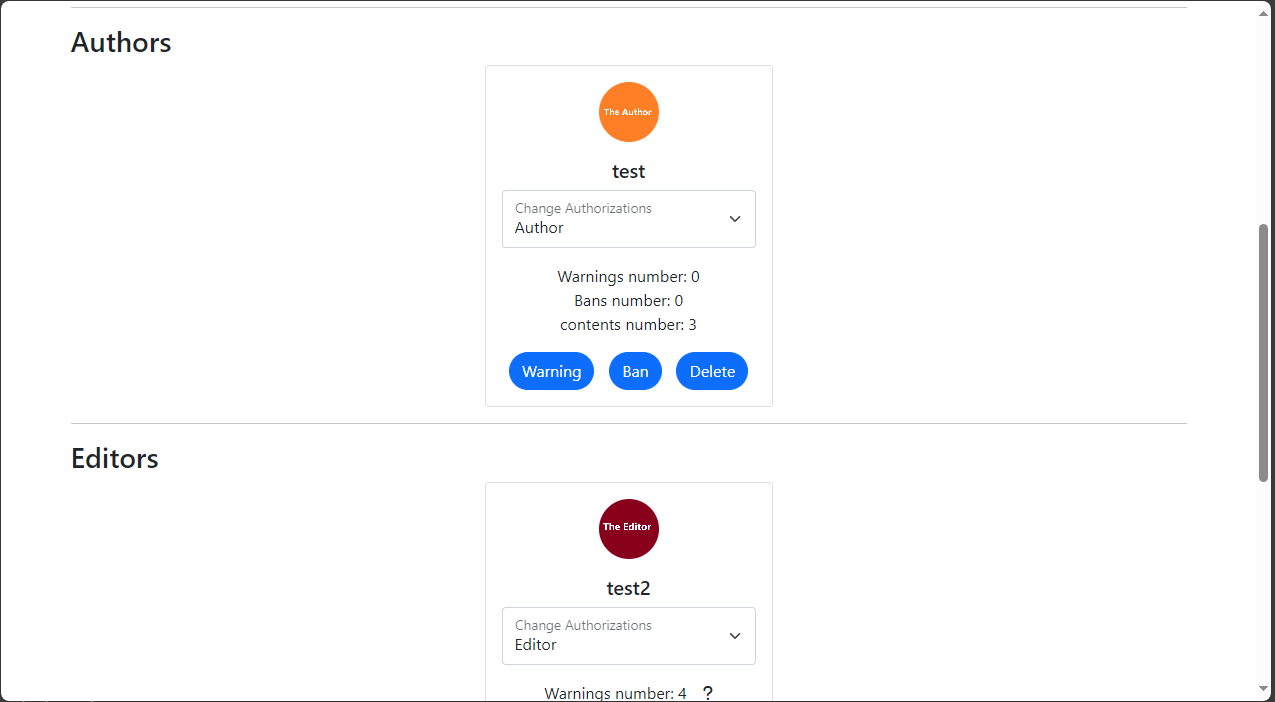 Authors
The Author
test
Change Authorizations
Author
Warnings number: 0
Bans number: 0
contents number: 3
Warning Ban Delete
Editors
The Editor
test2
Change Authorizations
Editor
Warnings number: 4 ?